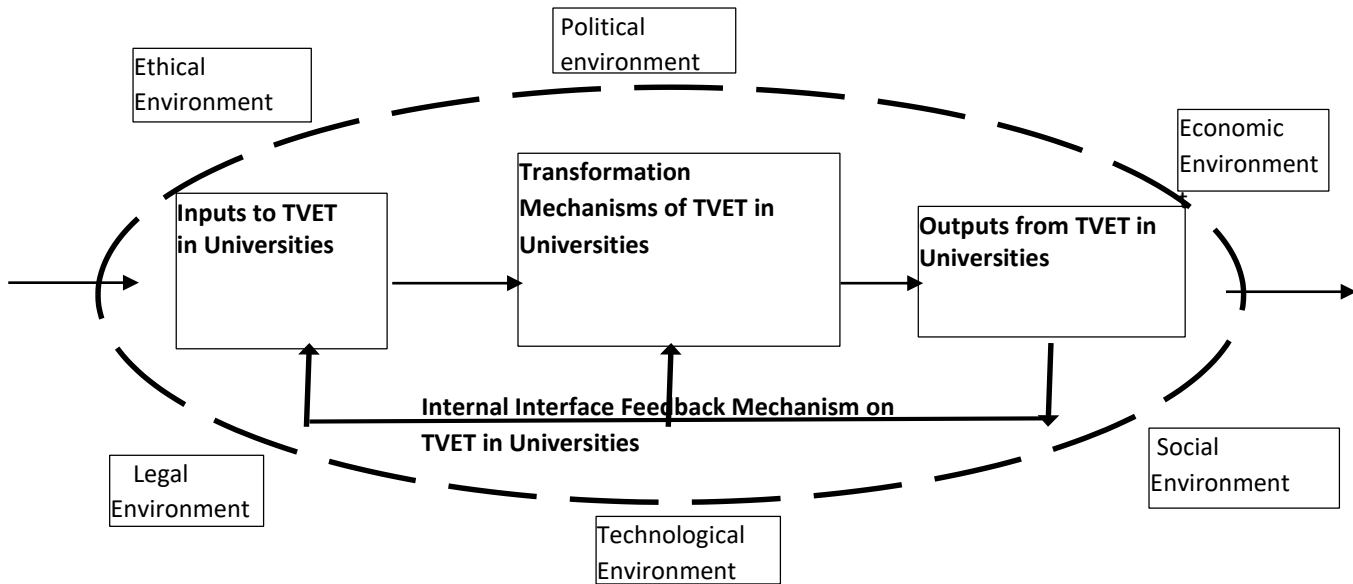 Political
environment
Ethical
Environment
Economic
Environment
Transformation
Mechanisms of TVET in
Universities
Inputs to TVET
in Universities
Outputs from TVET in
Universities
Internal Interface Feedback Mechanism on
TVET in Universities
Legal
Environment
Social
Environment
Technological
Environment